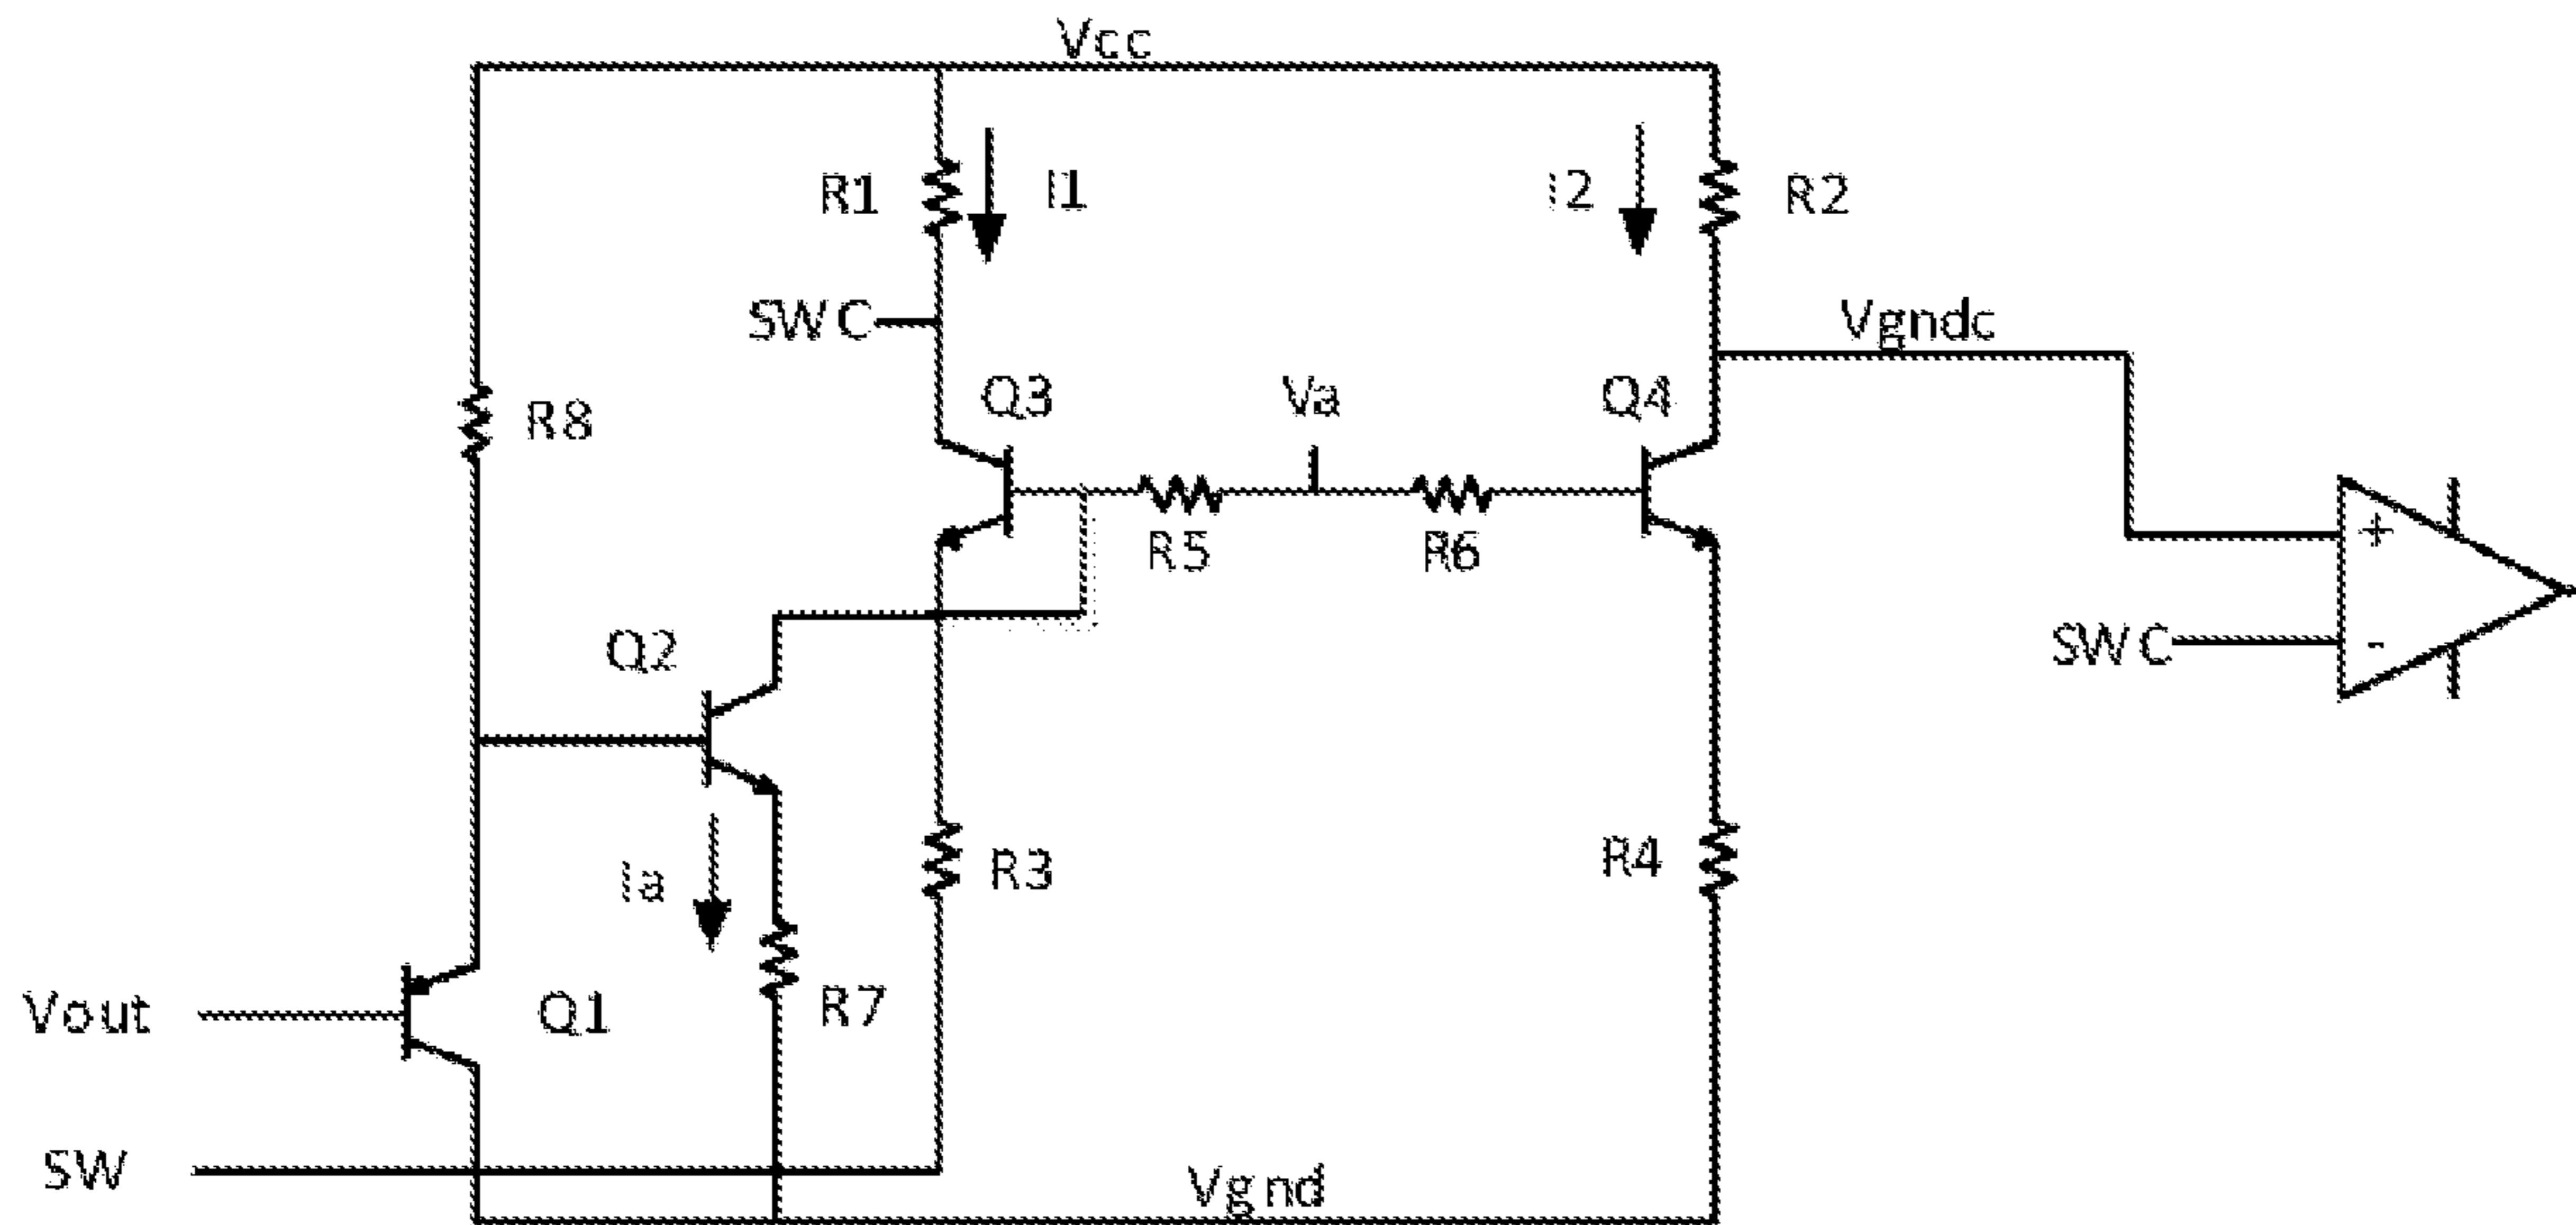 Vcc
R1
I1
I2
R2
SWC
Vgndc
Q3
Va
Q4
R8
R5
R6
+
Q2
SWC
-
Ia
R3
R4
Vout
Q1
R7
SW
Vgnd